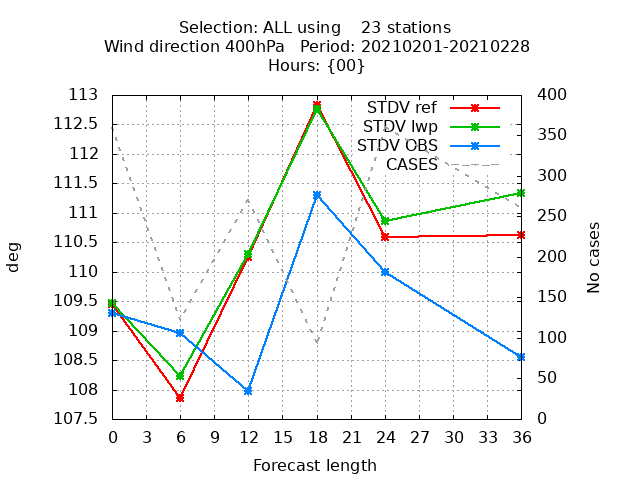 Selection: ALL using    23 stations
Wind direction 400hPa   Period: 20210201-20210228
Hours: {00}
113
112.5
112
111.5
111
110.5
110
109.5
109
108.5
108
107.5
deg
STDV ref
STDV lwp
STDV OBS
CASES
400
350
300
250
200
150
100
50
0
No cases
0 3 6 9 12 15 18 21 24 27 30 33 36
Forecast length